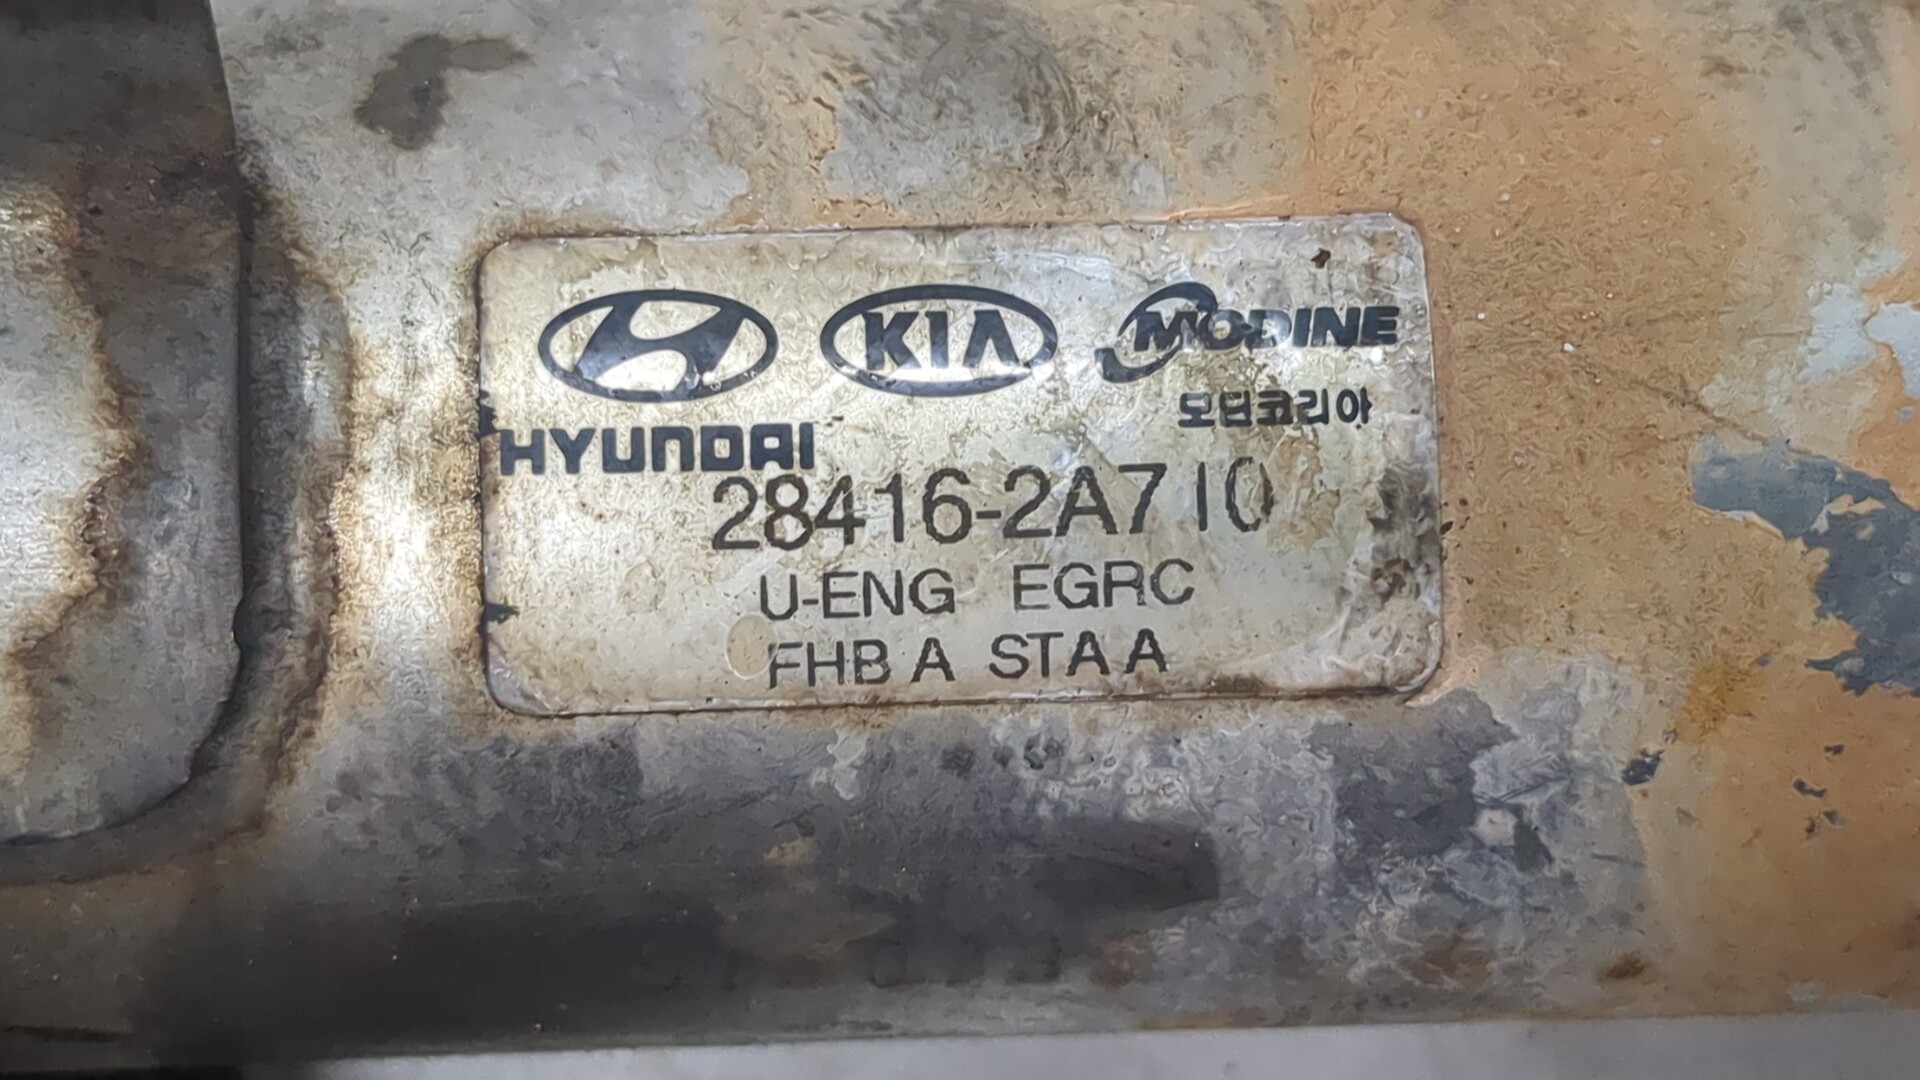 KIA MODINE
모딘코리아
HYUNDAI
28416-2A710
U-ENG EGRC
FHB A STA A